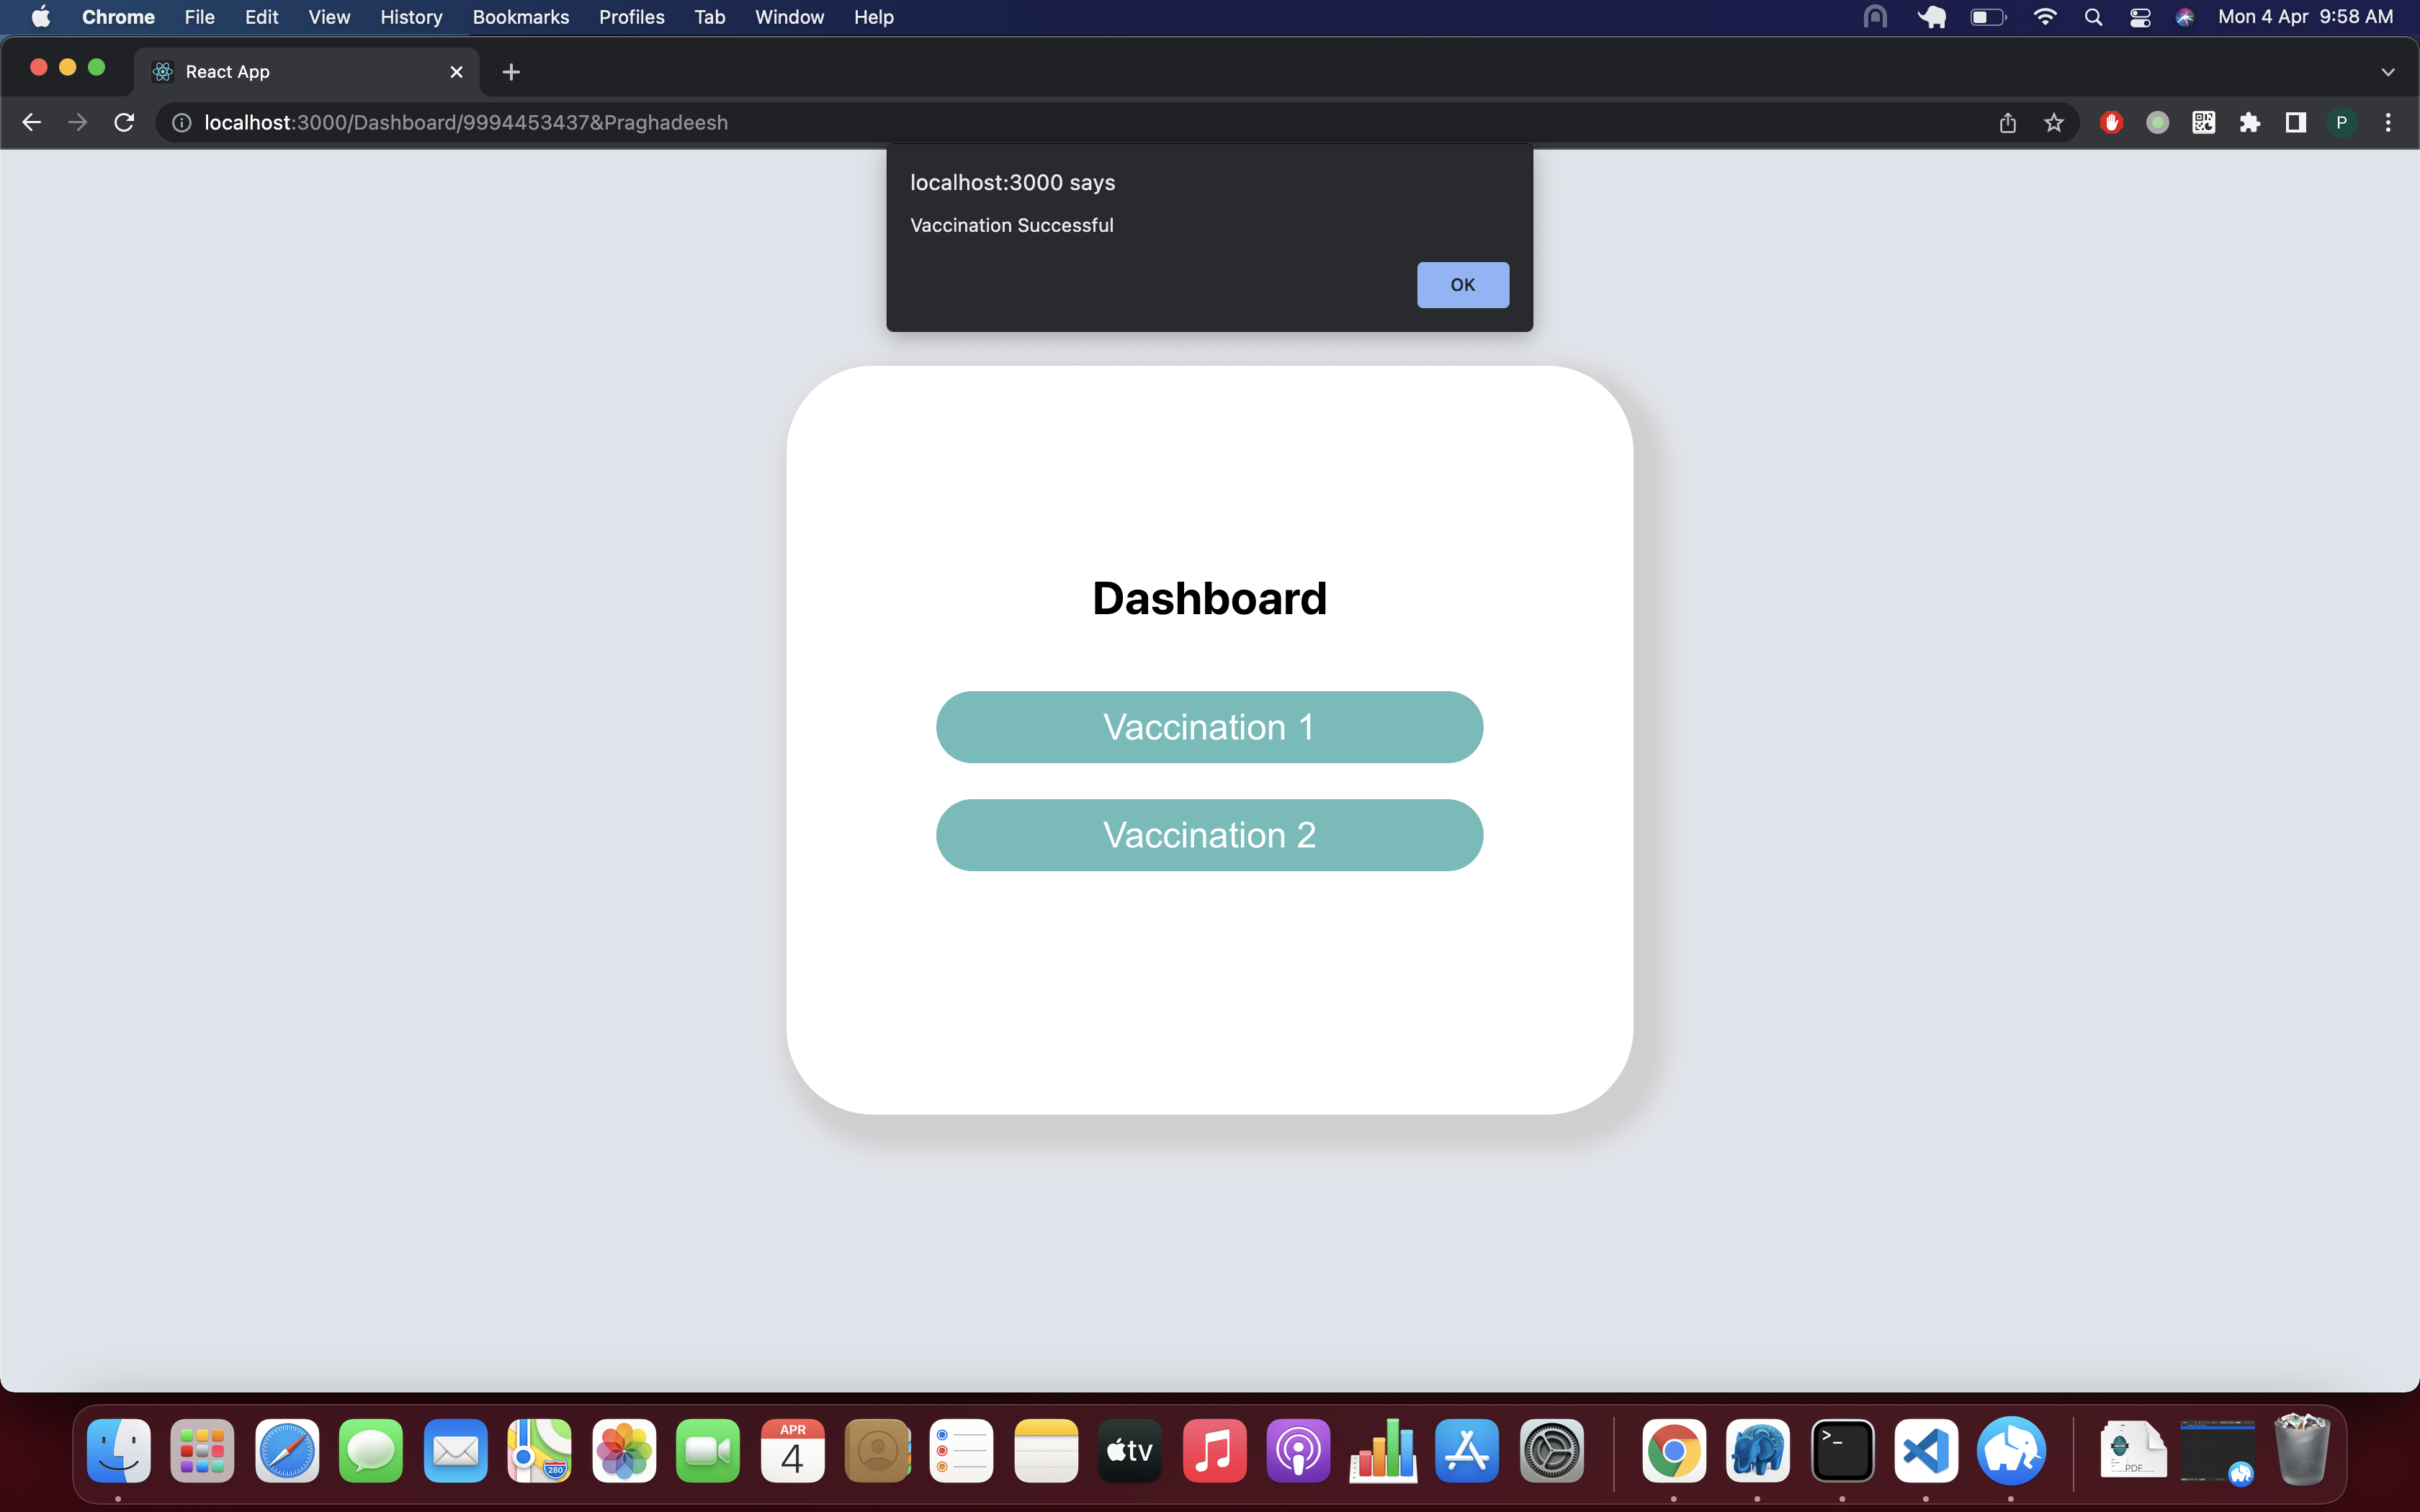 Chrome File Edit View History Bookmarks Profiles Tab Window Help Mon 4 Apr 9:58 AM
React App
localhost:3000/Dashboard/9994453437&Praghadeesh P
localhost:3000 says
Vaccination Successful
OK
Dashboard
Vaccination 1
Vaccination 2
280
APR
4
tv
>_
PDF